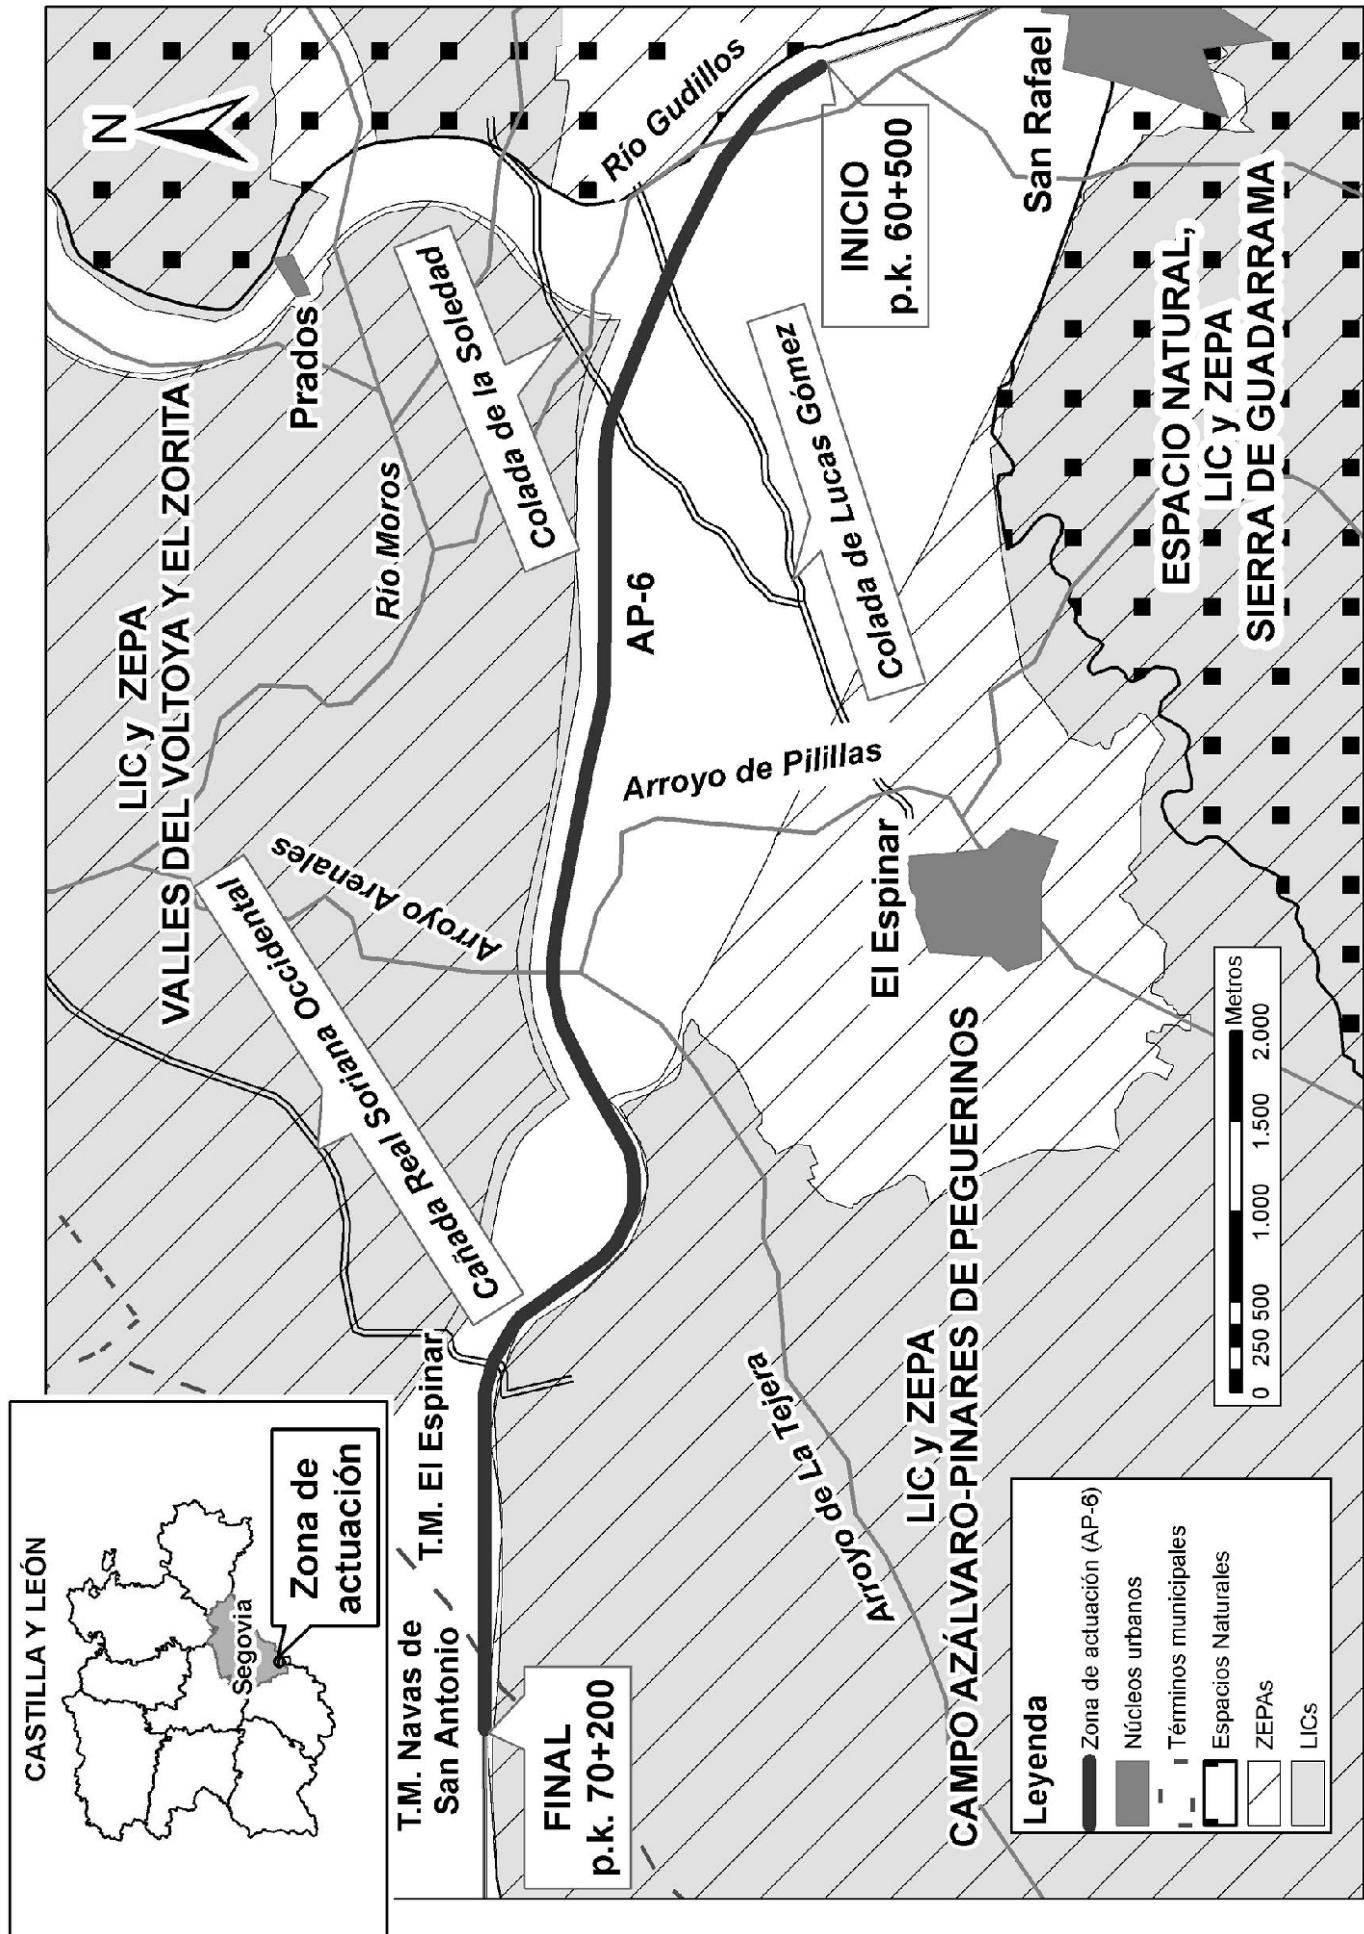 CASTILLA Y LEÓN
Segovia
Zona de
actuación
N
LIC y ZEPA
VALLES DEL VOLTOYA Y EL ZORITA
Prados
Río Moros
Río Gudillos
Colada de la Soledad
Arroyo Arenales
Cañada Real Soriana Occidental
T.M. Navas de
San Antonio
T.M. El Espinar
FINAL
p.k. 70+200
AP-6
INICIO
p.k. 60+500
Colada de Lucas Gómez
Arroyo de Pilillas
San Rafael
El Espinar
Arroyo de La Tejera
LIC y ZEPA
CAMPO AZÁLVARO-PINARES DE PEGUERINOS
ESPACIO NATURAL,
LIC y ZEPA
SIERRA DE GUADARRAMA
Leyenda
Zona de actuación (AP-6)
Núcleos urbanos
Términos municipales
Espacios Naturales
ZEPAs
LICs
Metros
0 250 500 1.000 1.500 2.000